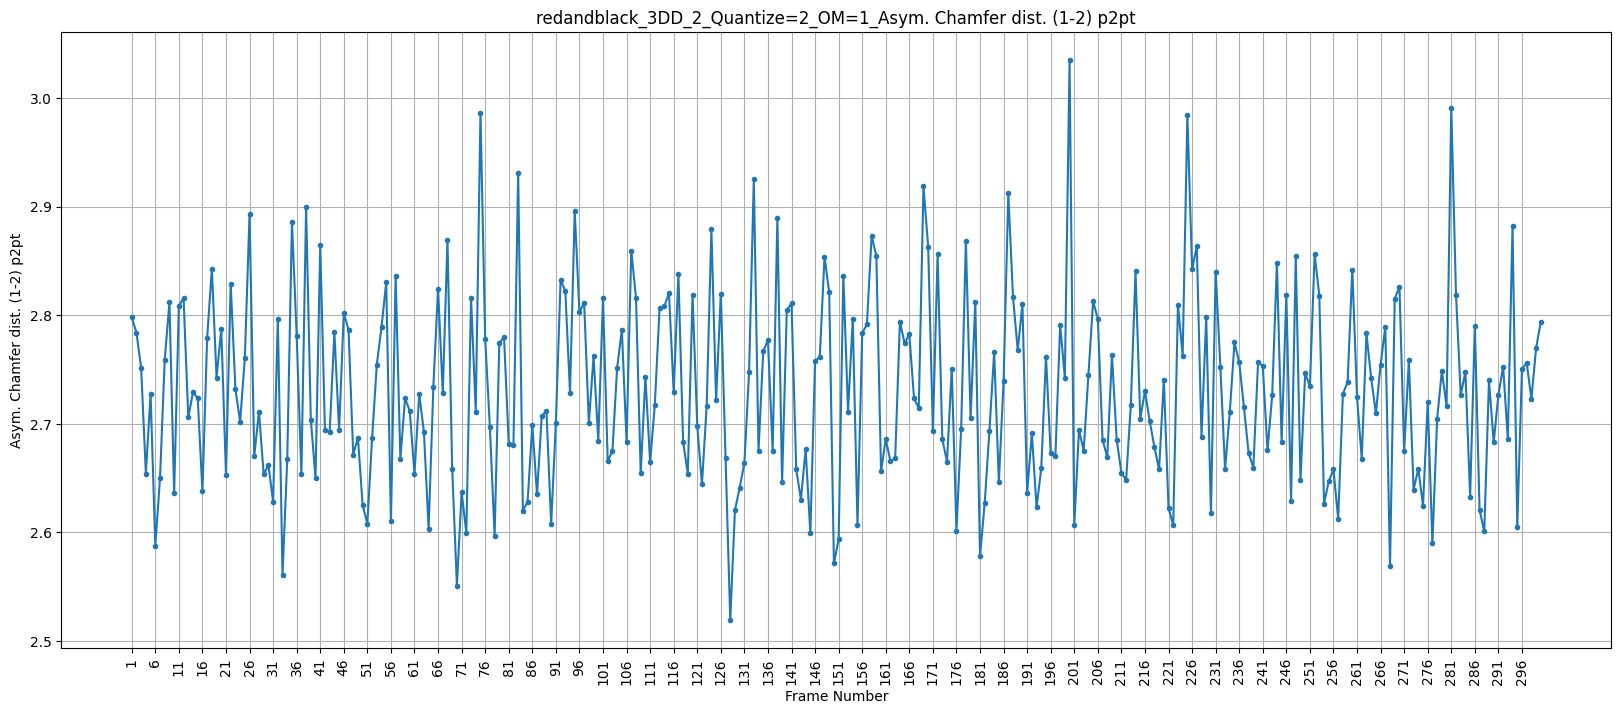 redandblack_3DD_2_Quantize=2_OM=1_Asym. Chamfer dist. (1-2) p2pt
Asym. Chamfer dist. (1-2) p2pt
3.0
2.9
2.8
2.7
2.6
2.5
1 6 11 16 21 26 31 36 41 46 51 56 61 66 71 76 81 86 91 96 101 106 111 116 121 126 131 136 141 146 151 156 161 166 171 176 181 186 191 196 201 206 211 216 221 226 231 236 241 246 251 256 261 266 271 276 281 286 291 296
Frame Number